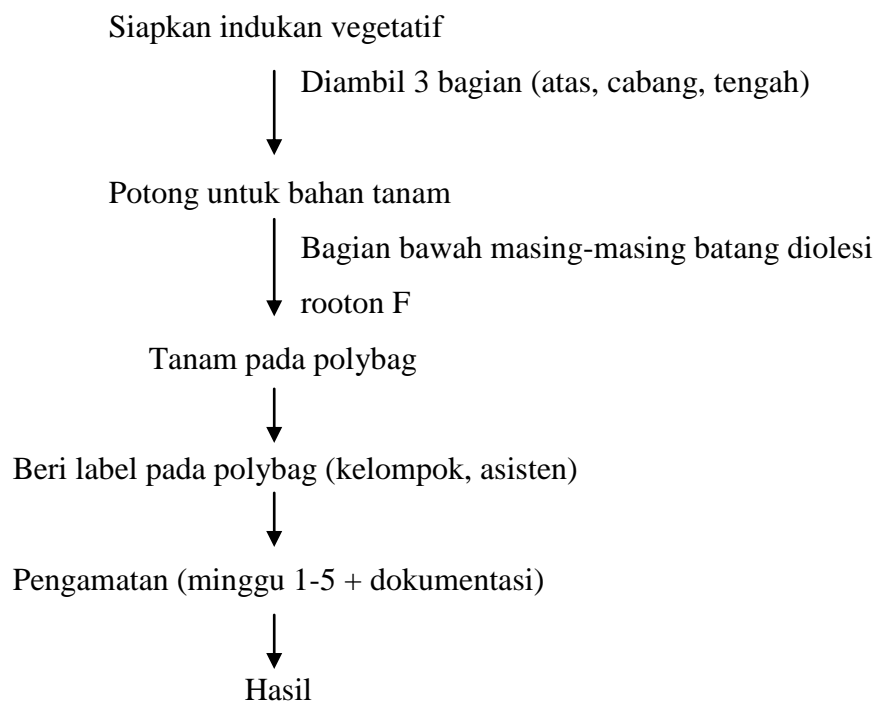 Siapkan indukan vegetatif
Diambil 3 bagian (atas, cabang, tengah)
Potong untuk bahan tanam
Bagian bawah masing-masing batang diolesi
rooton F
Tanam pada polybag
Beri label pada polybag (kelompok, asisten)
Pengamatan (minggu 1-5 + dokumentasi)
Hasil